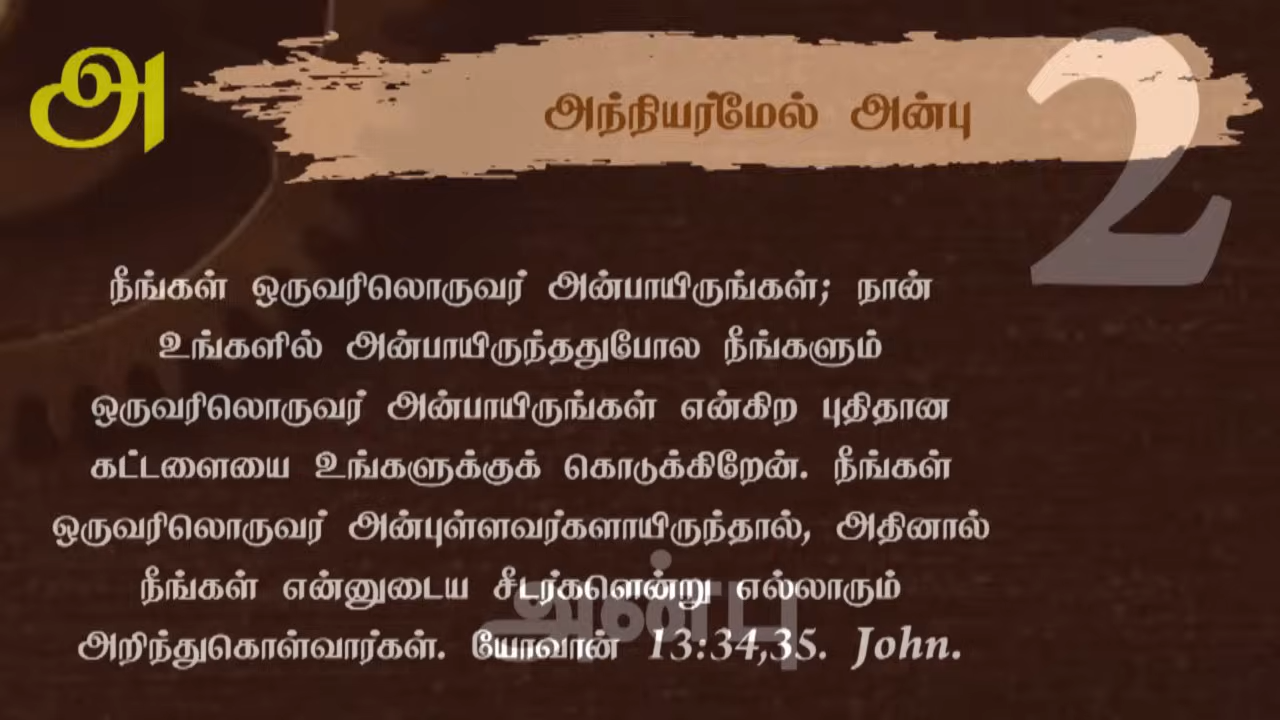 அ
அந்நியர்மேல் அன்பு
2
நீங்கள் ஒருவரிலொருவர் அன்பாயிருங்கள்; நான்
உங்களில் அன்பாயிருந்ததுபோல நீங்களும்
ஒருவரிலொருவர் அன்பாயிருங்கள் என்கிற புதிதான
கட்டளையை உங்களுக்குக் கொடுக்கிறேன். நீங்கள்
ஒருவரிலொருவர் அன்புள்ளவர்களாயிருந்தால், அதினால்
நீங்கள் என்னுடைய சீடர்களென்று எல்லாரும்
அறிந்துகொள்வார்கள். யோவான் 13:34,35. John.
அன்பு